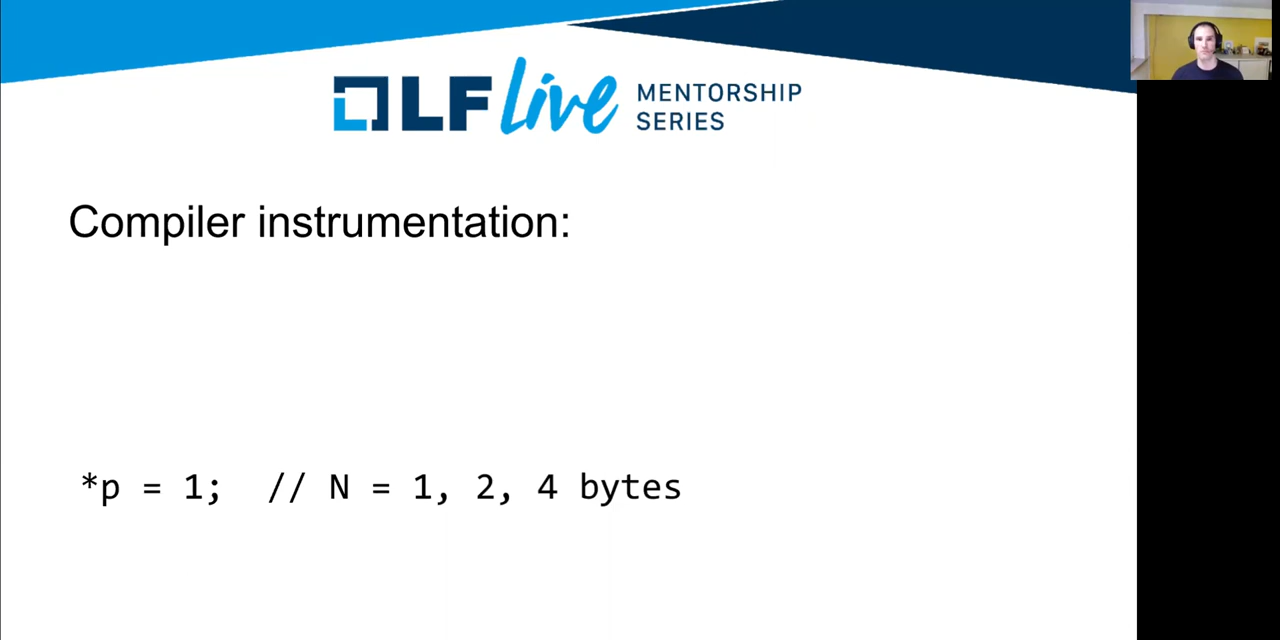 LF live MENTORSHIP
SERIES
Compiler instrumentation:
*p = 1;  // N = 1, 2, 4 bytes